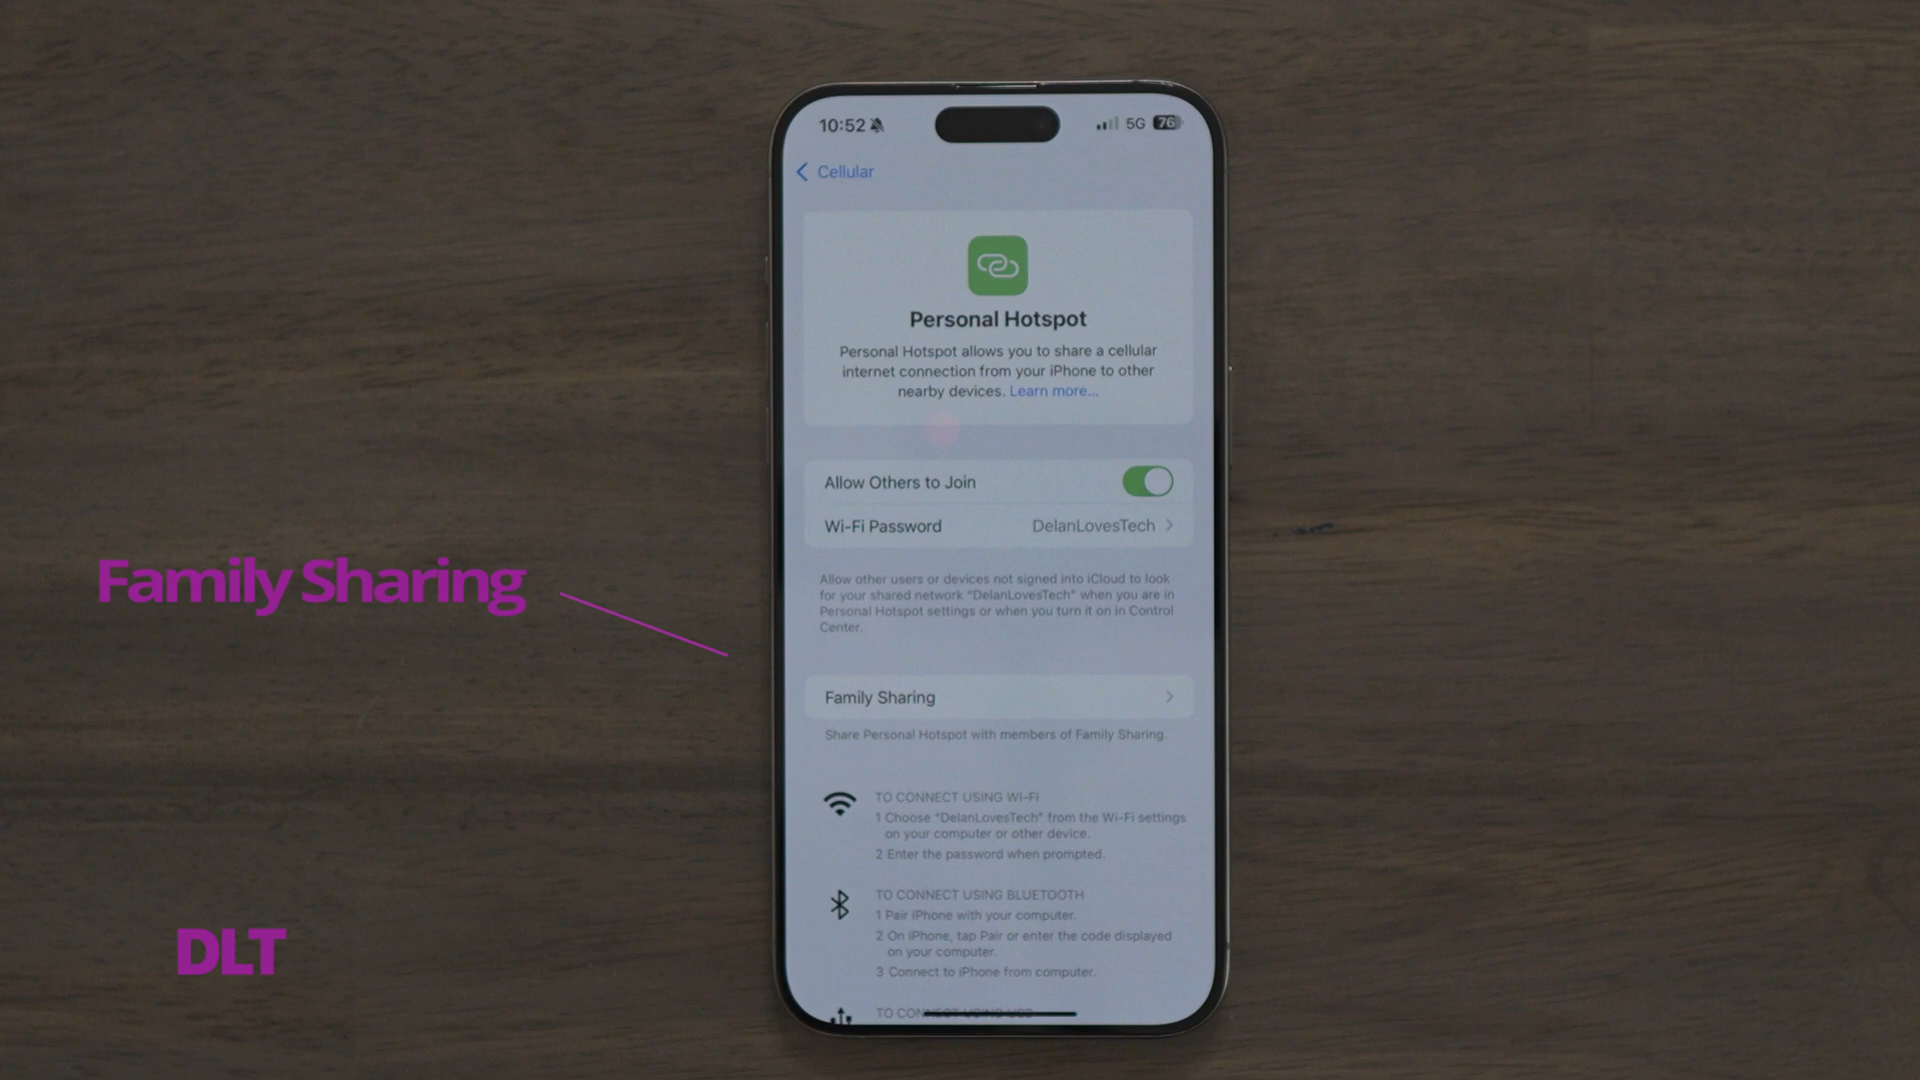 10:52
5G 76
Cellular
Personal Hotspot
Personal Hotspot allows you to share a cellular
internet connection from your iPhone to other
nearby devices. Learn more...
Allow Others to Join
Wi-Fi Password DelanLovesTech
Allow other users or devices not signed into iCloud to look
for your shared network "DelanLovesTech" when you are in
Personal Hotspot settings or when you turn it on in Control
Center.
Family Sharing
Family Sharing
Share Personal Hotspot with members of Family Sharing.
TO CONNECT USING WI-FI
1 Choose "DelanLovesTech" from the Wi-Fi settings
on your computer or other device.
2 Enter the password when prompted.
TO CONNECT USING BLUETOOTH
1 Pair iPhone with your computer.
2 On iPhone, tap Pair or enter the code displayed
on your computer.
3 Connect to iPhone from computer.
TO CONNECT USING USB
DLT